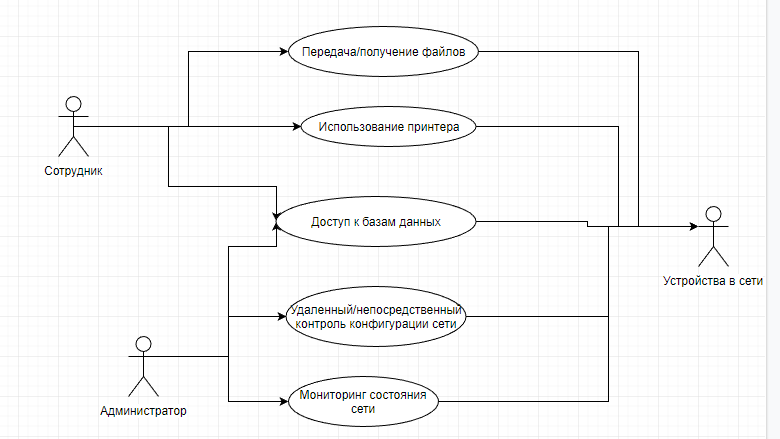 Передача/получение файлов
Использование принтера
Сотрудник
Доступ к базам данных
Устройства в сети
Удаленный/непосредственный
контроль конфигурации сети
Мониторинг состояния
сети
Администратор